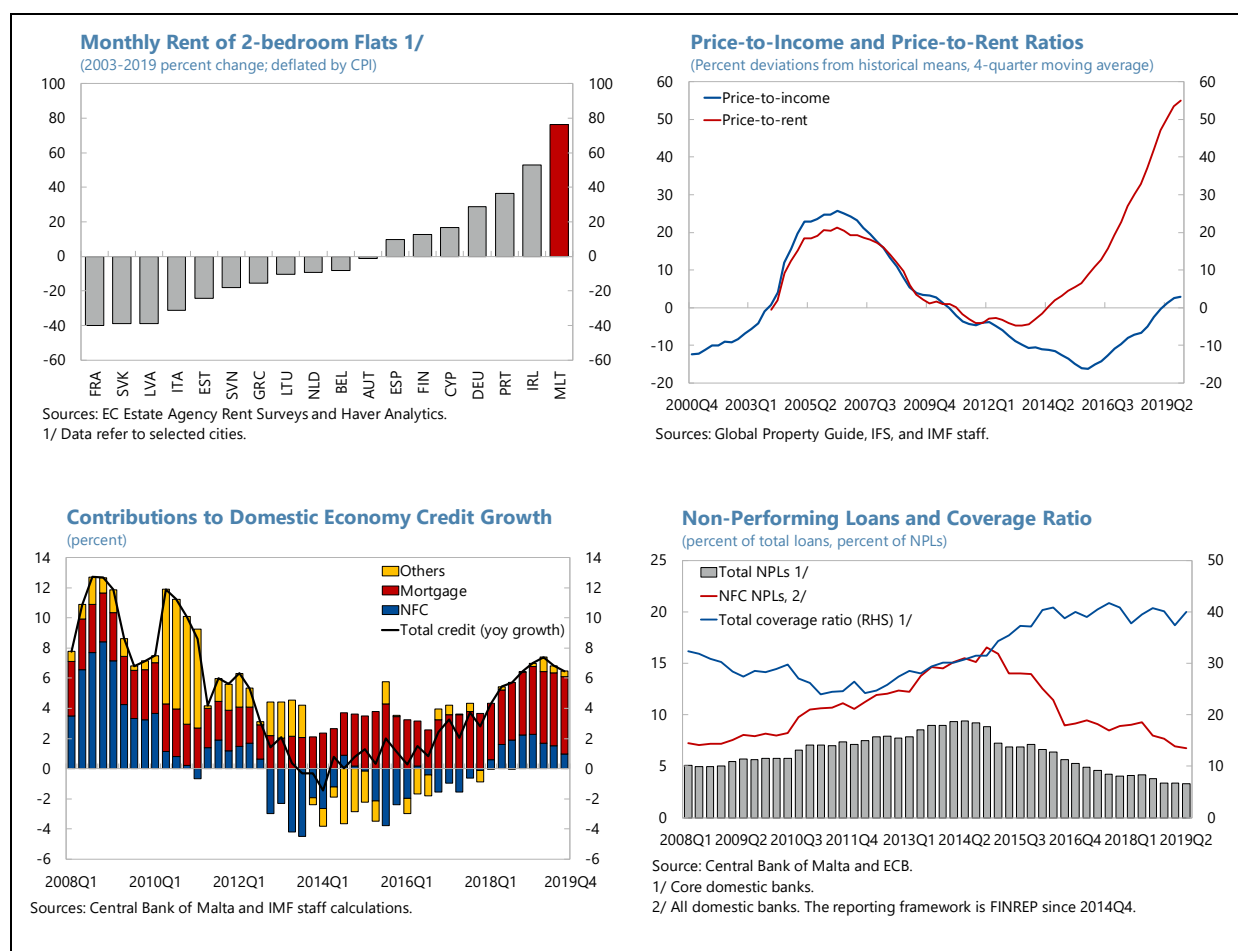 Monthly Rent of 2-bedroom Flats 1/
(2003-2019 percent change; deflated by CPI)
100 100
80 80
60 60
40 40
20 20
0 0
-20 -20
-40 -40
-60 -60
FRA SVK LVA ITA EST SVN GRC LTU NLD BEL AUT ESP FIN CYP DEU PRT IRL MLT
Sources: EC Estate Agency Rent Surveys and Haver Analytics.
1/ Data refer to selected cities.
Price-to-Income and Price-to-Rent Ratios
(Percent deviations from historical means, 4-quarter moving average)
60 60
50 50
40 40
30 30
20 20
10 10
0 0
-10 -10
-20 -20
Price-to-income
Price-to-rent
2000Q4 2003Q1 2005Q2 2007Q3 2009Q4 2012Q1 2014Q2 2016Q3 2019Q2
Sources: Global Property Guide, IFS, and IMF staff.
Contributions to Domestic Economy Credit Growth
(percent)
14 14
12 12
10 10
8 8
6 6
4 4
2 2
0 0
-2 -2
-4 -4
-6 -6
Others
Mortgage
NFC
Total credit (yoy growth)
2008Q1 2010Q1 2012Q1 2014Q1 2016Q1 2018Q1 2019Q4
Sources: Central Bank of Malta and IMF staff calculations.
Non-Performing Loans and Coverage Ratio
(percent of total loans, percent of NPLs)
25 50
20 40
15 30
10 20
5 10
0 0
Total NPLs 1/
NFC NPLs, 2/
Total coverage ratio (RHS) 1/
2008Q1 2009Q2 2010Q3 2011Q4 2013Q1 2014Q2 2015Q3 2016Q4 2018Q1 2019Q2
Source: Central Bank of Malta and ECB.
1/ Core domestic banks.
2/ All domestic banks. The reporting framework is FINREP since 2014Q4.